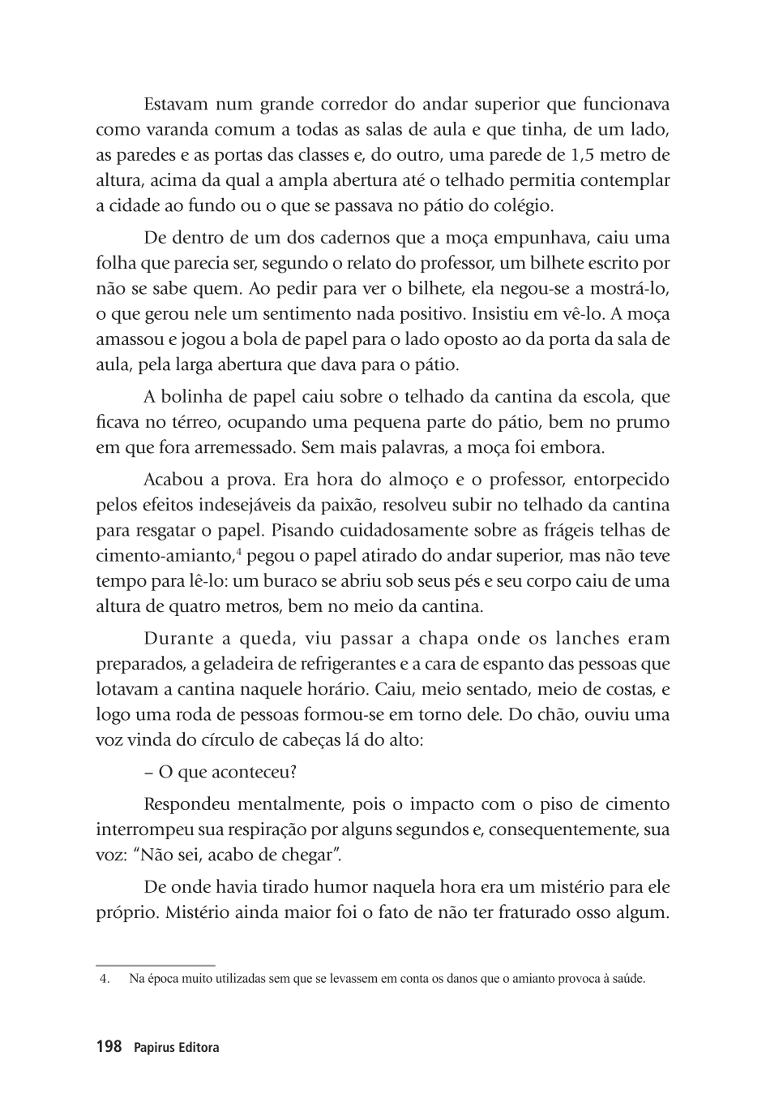 Estavam num grande corredor do andar superior que funcionava
como varanda comum a todas as salas de aula e que tinha, de um lado,
as paredes e as portas das classes e, do outro, uma parede de 1,5 metro de
altura, acima da qual a ampla abertura até o telhado permitia contemplar
a cidade ao fundo ou o que se passava no pátio do colégio.
De dentro de um dos cadernos que a moça empunhava, caiu uma
folha que parecia ser, segundo o relato do professor, um bilhete escrito por
não se sabe quem. Ao pedir para ver o bilhete, ela negou-se a mostrá-lo,
o que gerou nele um sentimento nada positivo. Insistiu em vê-lo. A moça
amassou e jogou a bola de papel para o lado oposto ao da porta da sala de
aula, pela larga abertura que dava para o pátio.
A bolinha de papel caiu sobre o telhado da cantina da escola, que
ficava no térreo, ocupando uma pequena parte do pátio, bem no prumo
em que fora arremessado. Sem mais palavras, a moça foi embora.
Acabou a prova. Era hora do almoço e o professor, entorpecido
pelos efeitos indesejáveis da paixão, resolveu subir no telhado da cantina
para resgatar o papel. Pisando cuidadosamente sobre as frágeis telhas de
cimento-amianto,4 pegou o papel atirado do andar superior, mas não teve
tempo para lê-lo: um buraco se abriu sob seus pés e seu corpo caiu de uma
altura de quatro metros, bem no meio da cantina.
Durante a queda, viu passar a chapa onde os lanches eram
preparados, a geladeira de refrigerantes e a cara de espanto das pessoas que
lotavam a cantina naquele horário. Caiu, meio sentado, meio de costas, e
logo uma roda de pessoas formou-se em torno dele. Do chão, ouviu uma
voz vinda do círculo de cabeças lá do alto:
– O que aconteceu?
Respondeu mentalmente, pois o impacto com o piso de cimento
interrompeu sua respiração por alguns segundos e, consequentemente, sua
voz: “Não sei, acabo de chegar”.
De onde havia tirado humor naquela hora era um mistério para ele
próprio. Mistério ainda maior foi o fato de não ter fraturado osso algum.
4. Na época muito utilizadas sem que se levassem em conta os danos que o amianto provoca à saúde.
198 Papirus Editora